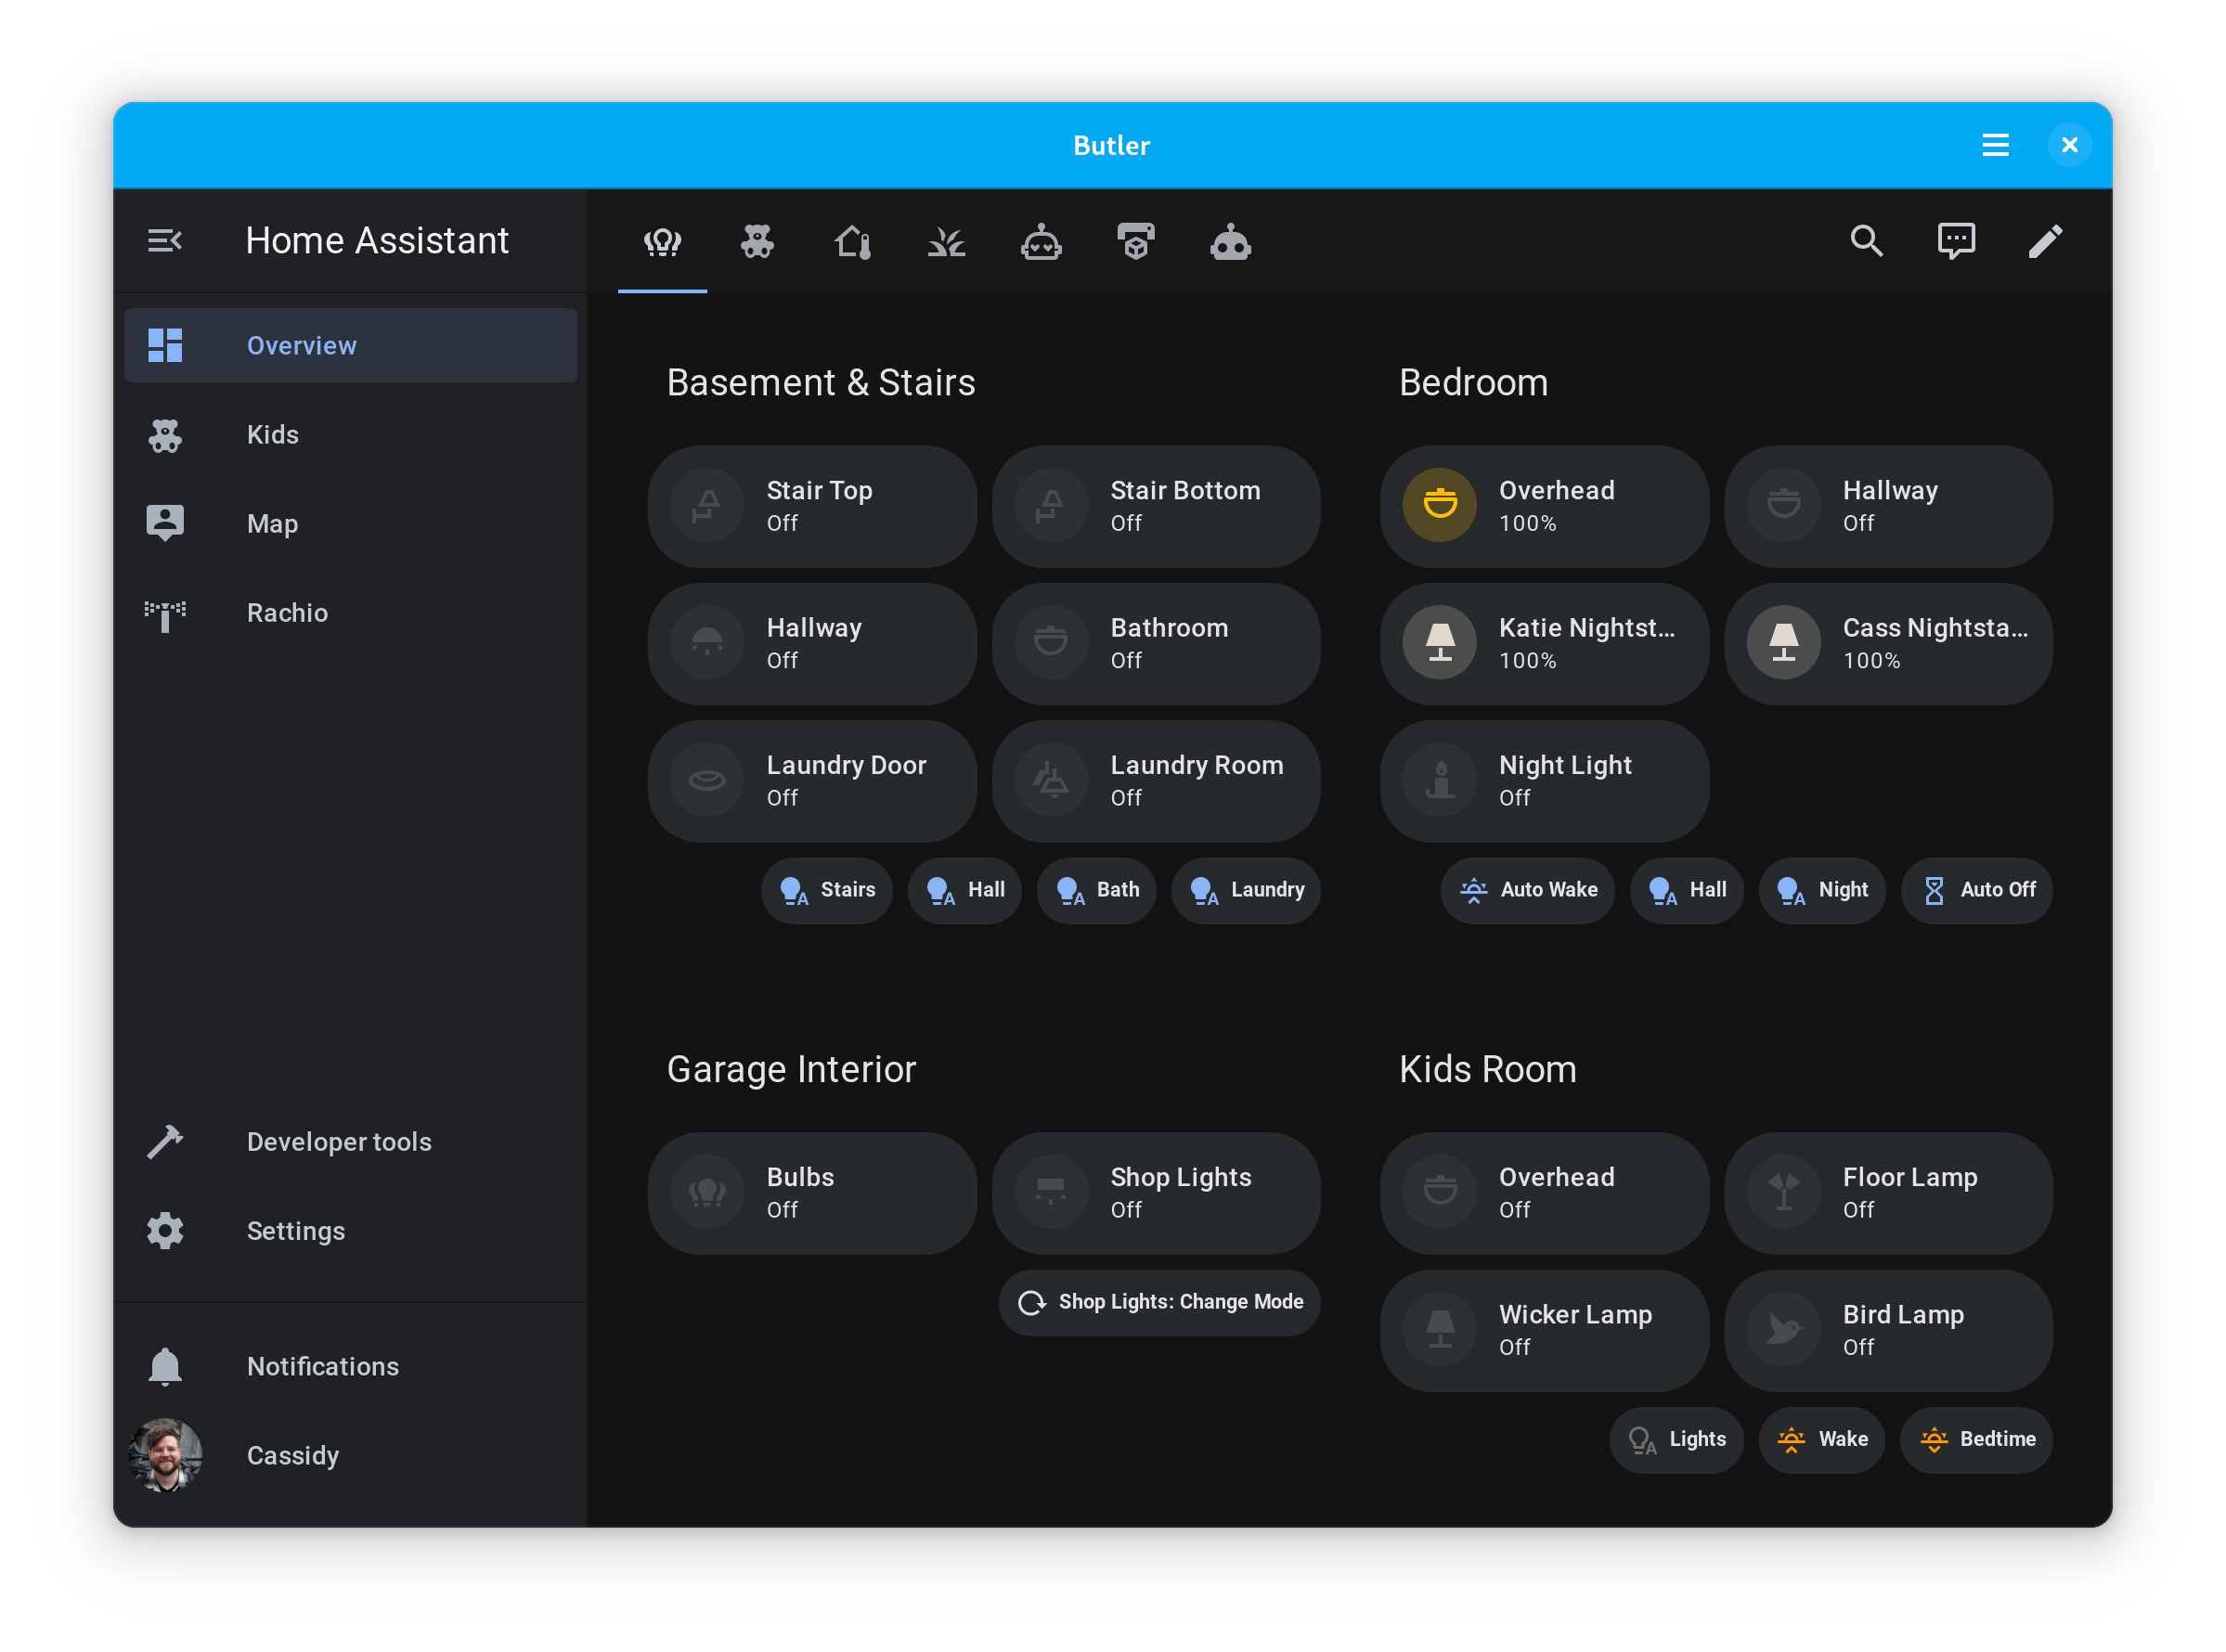 Butler
Home Assistant
Overview
Kids
Map
Rachio
Developer tools
Settings
Notifications
Cassidy
Basement & Stairs
Stair Top
Off
Stair Bottom
Off
Hallway
Off
Bathroom
Off
Laundry Door
Off
Laundry Room
Off
Stairs
Hall
Bath
Laundry
Bedroom
Overhead
100%
Hallway
Off
Katie Nightst...
100%
Cass Nightsta...
100%
Night Light
Off
Auto Wake
Hall
Night
Auto Off
Garage Interior
Bulbs
Off
Shop Lights
Off
Shop Lights: Change Mode
Kids Room
Overhead
Off
Floor Lamp
Off
Wicker Lamp
Off
Bird Lamp
Off
Lights
Wake
Bedtime